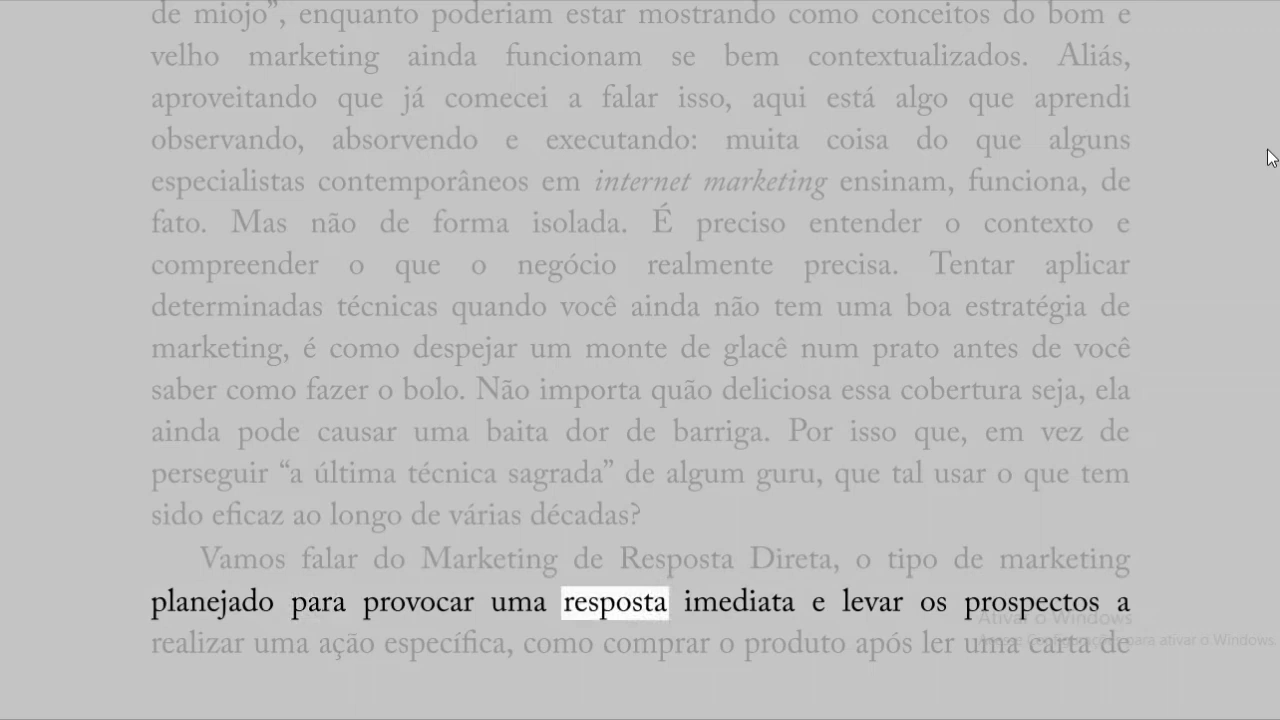 de miojo”, enquanto poderiam estar mostrando como conceitos do bom e
velho marketing ainda funcionam se bem contextualizados. Aliás,
aproveitando que já comecei a falar isso, aqui está algo que aprendi
observando, absorvendo e executando: muita coisa do que alguns
especialistas contemporâneos em internet marketing ensinam, funciona, de
fato. Mas não de forma isolada. É preciso entender o contexto e
compreender o que o negócio realmente precisa. Tentar aplicar
determinadas técnicas quando você ainda não tem uma boa estratégia de
marketing, é como despejar um monte de glacê num prato antes de você
saber como fazer o bolo. Não importa quão deliciosa essa cobertura seja, ela
ainda pode causar uma baita dor de barriga. Por isso que, em vez de
perseguir “a última técnica sagrada” de algum guru, que tal usar o que tem
sido eficaz ao longo de várias décadas?
Vamos falar do Marketing de Resposta Direta, o tipo de marketing
planejado para provocar uma resposta imediata e levar os prospectos a
realizar uma ação específica, como comprar o produto após ler uma carta de
Ativar o Windows
para ativar o Windows.